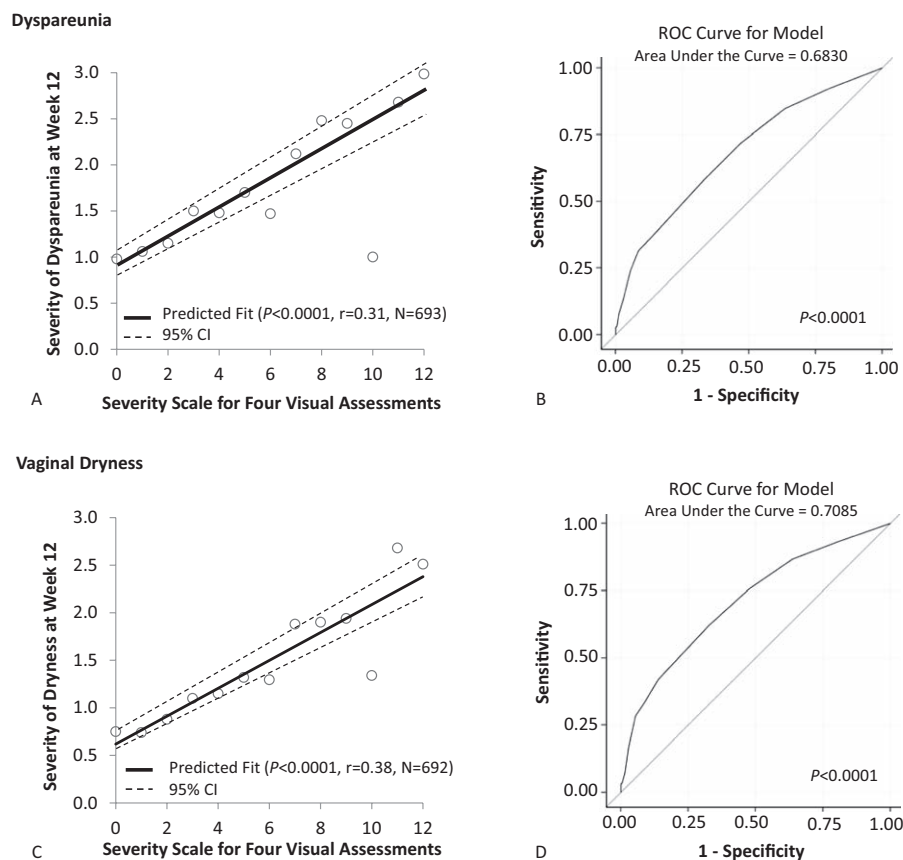 Dyspareunia
Severity of Dyspareunia at Week 12
3.0
2.5
2.0
1.5
1.0
0.5
0.0
Predicted Fit (P<0.0001, r=0.31, N=693)
95% CI
0 2 4 6 8 10 12
A
Severity Scale for Four Visual Assessments
ROC Curve for Model
Area Under the Curve = 0.6830
Sensitivity
1.00
0.75
0.50
0.25
0.00
P<0.0001
0.00 0.25 0.50 0.75 1.00
B
1 - Specificity
Vaginal Dryness
Severity of Dryness at Week 12
3.0
2.5
2.0
1.5
1.0
0.5
0.0
Predicted Fit (P<0.0001, r=0.38, N=692)
95% CI
0 2 4 6 8 10 12
C
Severity Scale for Four Visual Assessments
ROC Curve for Model
Area Under the Curve = 0.7085
Sensitivity
1.00
0.75
0.50
0.25
0.00
P<0.0001
0.00 0.25 0.50 0.75 1.00
D
1 - Specificity